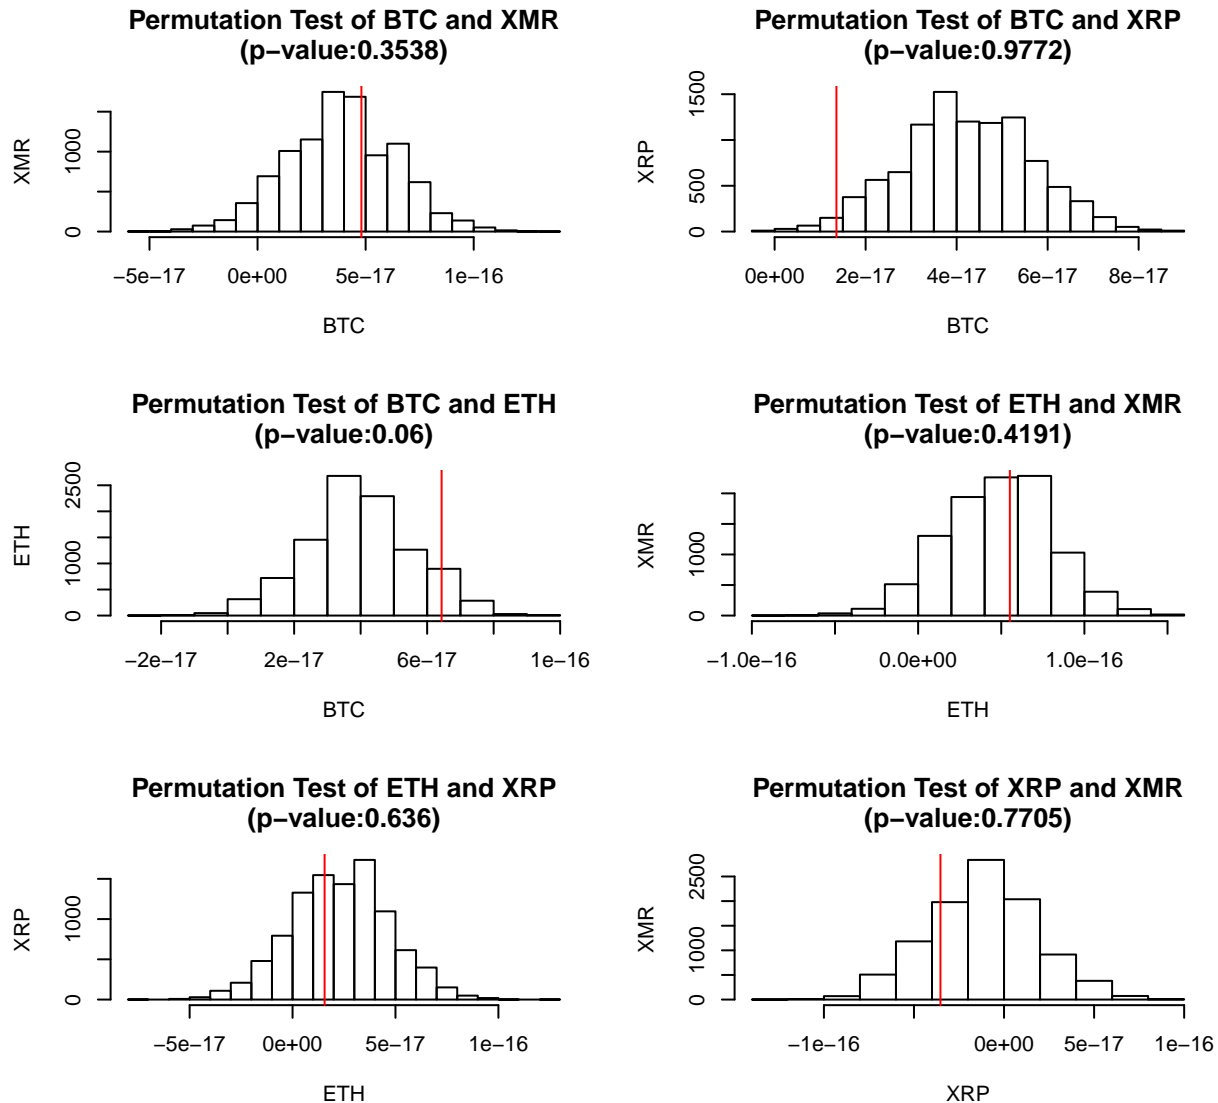 Permutation Test of BTC and XMR
(p−value:0.3538)
XMR
0
1000
−5e−17 0e+00 5e−17 1e−16
BTC
Permutation Test of BTC and XRP
(p−value:0.9772)
XRP
0
500
1500
0e+00 2e−17 4e−17 6e−17 8e−17
BTC
Permutation Test of BTC and ETH
(p−value:0.06)
ETH
0
1000
2500
−2e−17 2e−17 6e−17 1e−16
BTC
Permutation Test of ETH and XMR
(p−value:0.4191)
XMR
0
1000
−1.0e−16 0.0e+00 1.0e−16
ETH
Permutation Test of ETH and XRP
(p−value:0.636)
XRP
0
1000
−5e−17 0e+00 5e−17 1e−16
ETH
Permutation Test of XRP and XMR
(p−value:0.7705)
XMR
0
1000
2500
−1e−16 0e+00 5e−17 1e−16
XRP